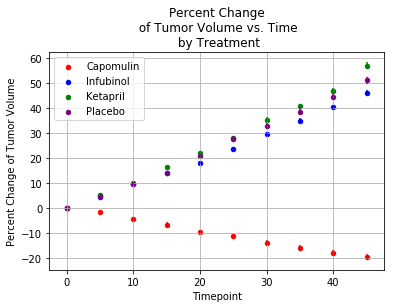 Percent Change
of Tumor Volume vs. Time
by Treatment
Percent Change of Tumor Volume
60
50
40
30
20
10
0
−10
−20
Capomulin
Infubinol
Ketapril
Placebo
0
10
20
30
40
Timepoint